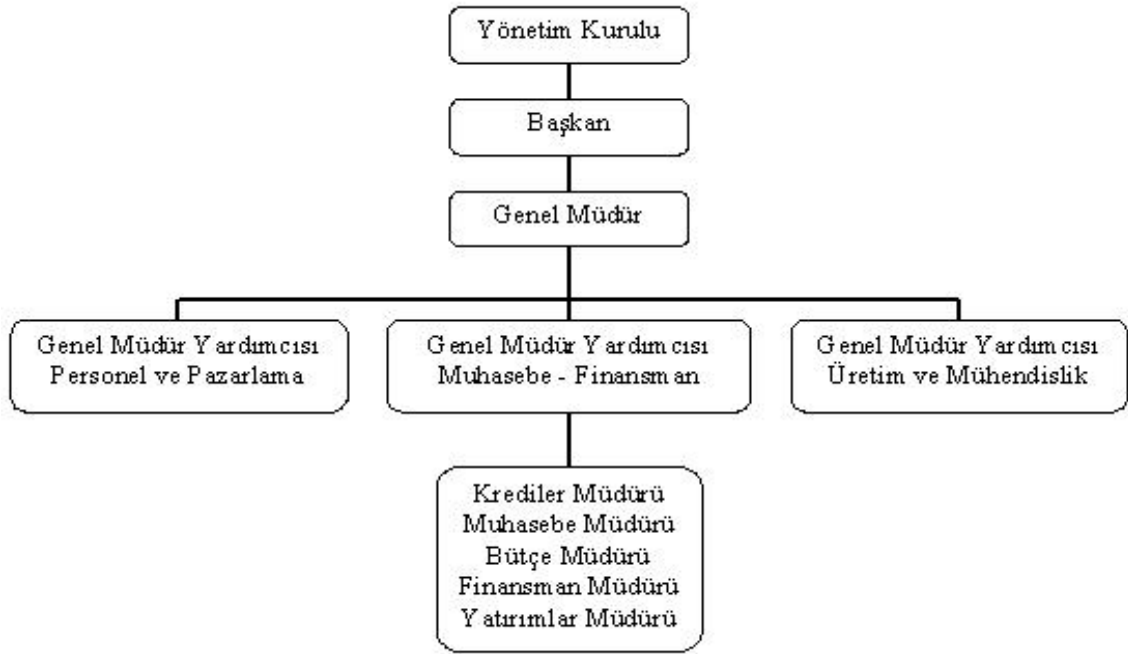 Yönetim Kurulu
Başkan
Genel Müdür
Genel Müdür Yardımcısı
Personel ve Pazarlama
Genel Müdür Yardımcısı
Muhasebe - Finansman
Genel Müdür Yardımcısı
Üretim ve Mühendislik
Krediler Müdürü
Muhasebe Müdürü
Bütçe Müdürü
Finansman Müdürü
Yatırımlar Müdürü